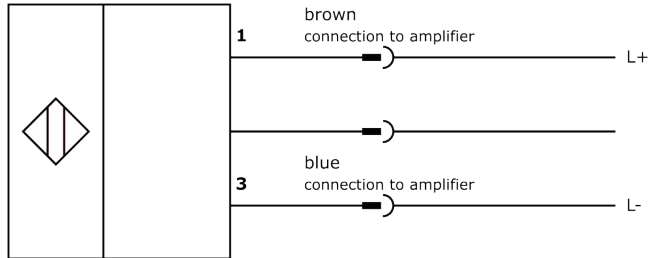 brown
1 connection to amplifier
L+
blue
3 connection to amplifier
L-